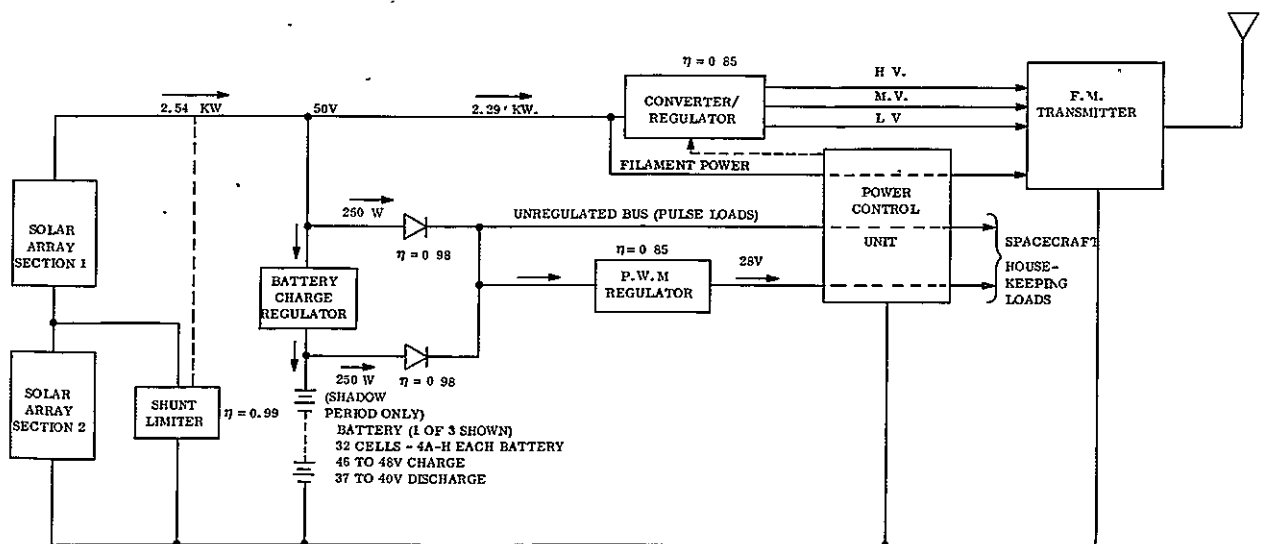 2.54 KW
50V
2.29 KW.
η = 0 85
CONVERTER/
REGULATOR
H V.
M.V.
L V
F.M.
TRANSMITTER
FILAMENT POWER
SOLAR
ARRAY
SECTION 1
SOLAR
ARRAY
SECTION 2
SHUNT
LIMITER
η = 0.99
250 W
η = 0 98
BATTERY
CHARGE
REGULATOR
UNREGULATED BUS (PULSE LOADS)
η = 0 85
P.W.M
REGULATOR
28V
POWER
CONTROL
UNIT
SPACECRAFT
HOUSE-
KEEPING
LOADS
η = 0 98
250 W
(SHADOW
PERIOD ONLY)
BATTERY (1 OF 3 SHOWN)
32 CELLS - 4A-H EACH BATTERY
46 TO 48V CHARGE
37 TO 40V DISCHARGE